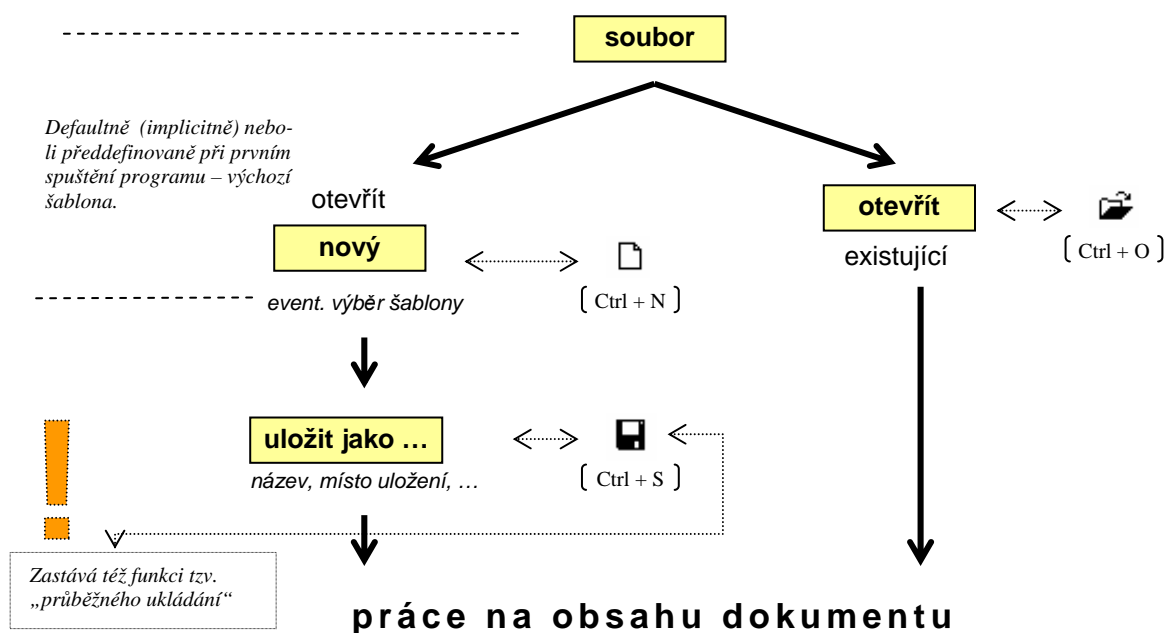 soubor
Defaultně (implicitně) nebo-
li předdefinovaně při prvním
spuštění programu – výchozí
šablona.
otevřít
nový
event. výběr šablony
( Ctrl + N )
otevřít
existující
( Ctrl + O )
uložit jako …
název, místo uložení, …
( Ctrl + S )
!
Zastává též funkci tzv.
„průběžného ukládání“
práce na obsahu dokumentu